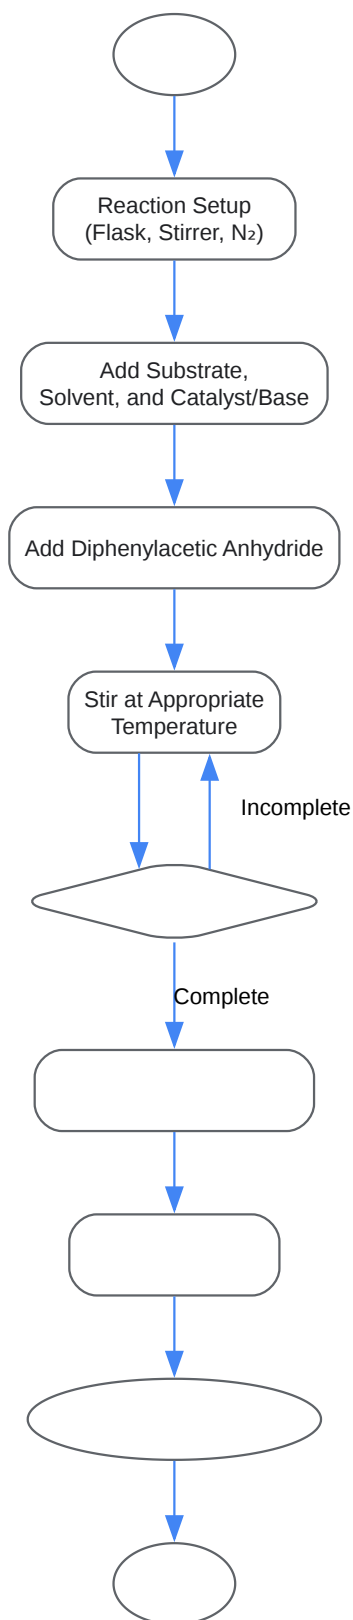 Reaction Setup
(Flask, Stirrer, N₂)
Add Substrate,
Solvent, and Catalyst/Base
Add Diphenylacetic Anhydride
Stir at Appropriate
Temperature
Incomplete
Complete